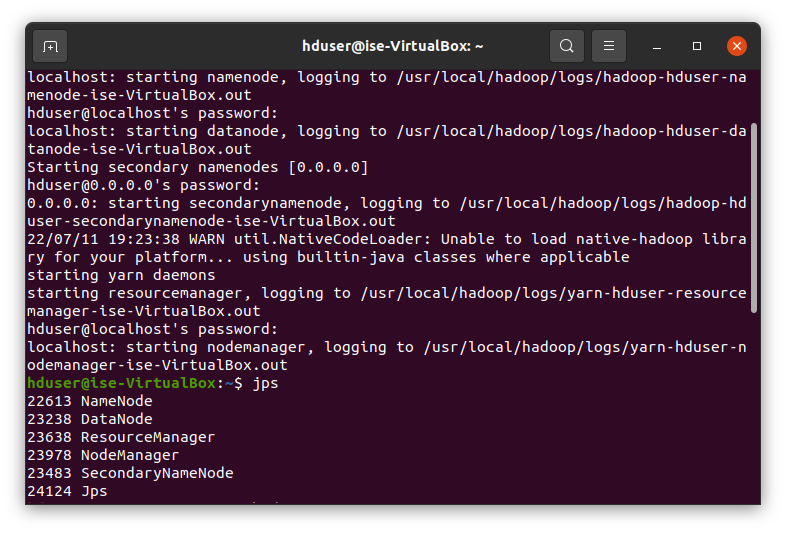 hduser@ise-VirtualBox: ~
localhost: starting namenode, logging to /usr/local/hadoop/logs/hadoop-hduser-na
menode-ise-VirtualBox.out
hduser@localhost's password:
localhost: starting datanode, logging to /usr/local/hadoop/logs/hadoop-hduser-da
tanode-ise-VirtualBox.out
Starting secondary namenodes [0.0.0.0]
hduser@0.0.0.0's password:
0.0.0.0: starting secondarynamenode, logging to /usr/local/hadoop/logs/hadoop-hd
user-secondarynamenode-ise-VirtualBox.out
22/07/11 19:23:38 WARN util.NativeCodeLoader: Unable to load native-hadoop libra
ry for your platform... using builtin-java classes where applicable
starting yarn daemons
starting resourcemanager, logging to /usr/local/hadoop/logs/yarn-hduser-resource
manager-ise-VirtualBox.out
hduser@localhost's password:
localhost: starting nodemanager, logging to /usr/local/hadoop/logs/yarn-hduser-n
odemanager-ise-VirtualBox.out
hduser@ise-VirtualBox:~$ jps
22613 NameNode
23238 DataNode
23638 ResourceManager
23978 NodeManager
23483 SecondaryNameNode
24124 Jps